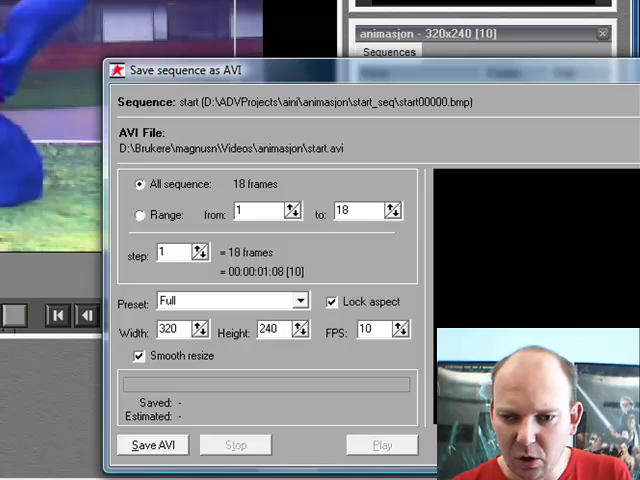 animasjon - 320x240 [10]
Sequences
Save sequence as AVI
Sequence: start (D:\ADVProjects\aini\animasjon\start_seq\start00000.bmp)
AVI File:
D:\Brukere\magnusn\Videos\animasjon\start.avi
All sequence: 18 frames
Range: from: 1 to: 18
step: 1 = 18 frames
= 00:00:01:08 [10]
Preset: Full Lock aspect
Width: 320 Height: 240 FPS: 10
Smooth resize
Saved: -
Estimated: -
Save AVI Stop Play